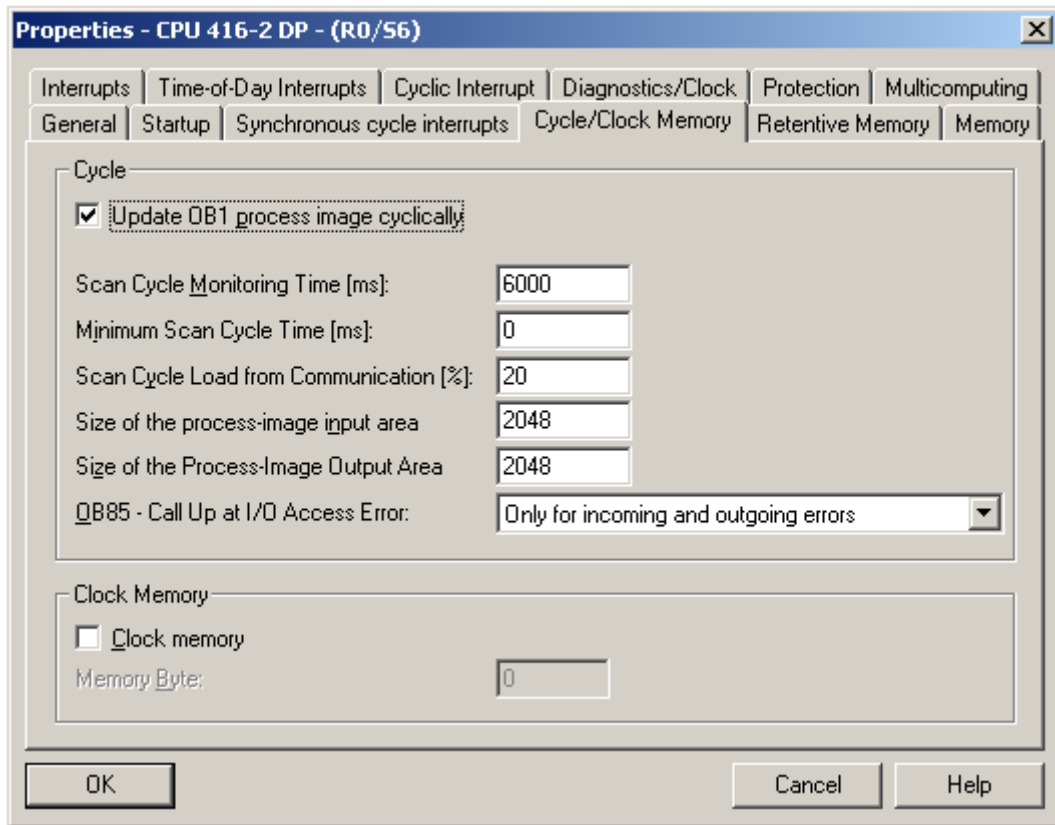 Properties - CPU 416-2 DP - (R0/S6)
Interrupts Time-of-Day Interrupts Cyclic Interrupt Diagnostics/Clock Protection Multicomputing
General Startup Synchronous cycle interrupts Cycle/Clock Memory Retentive Memory Memory
Cycle
Update OB1 process image cyclically
Scan Cycle Monitoring Time [ms]: 6000
Minimum Scan Cycle Time [ms]: 0
Scan Cycle Load from Communication [%]: 20
Size of the process-image input area 2048
Size of the Process-Image Output Area 2048
OB85 - Call Up at I/O Access Error: Only for incoming and outgoing errors
Clock Memory
Clock memory
Memory Byte: 0
OK Cancel Help